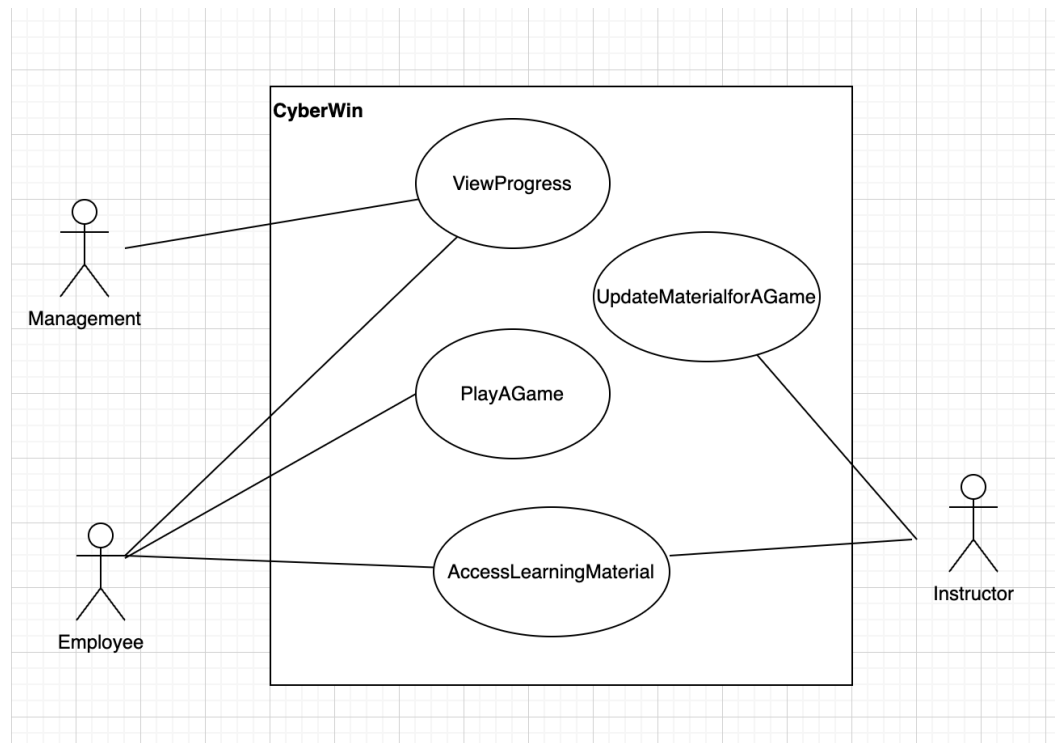 CyberWin
ViewProgress
UpdateMaterialforAGame
Management
PlayAGame
AccessLearningMaterial
Instructor
Employee